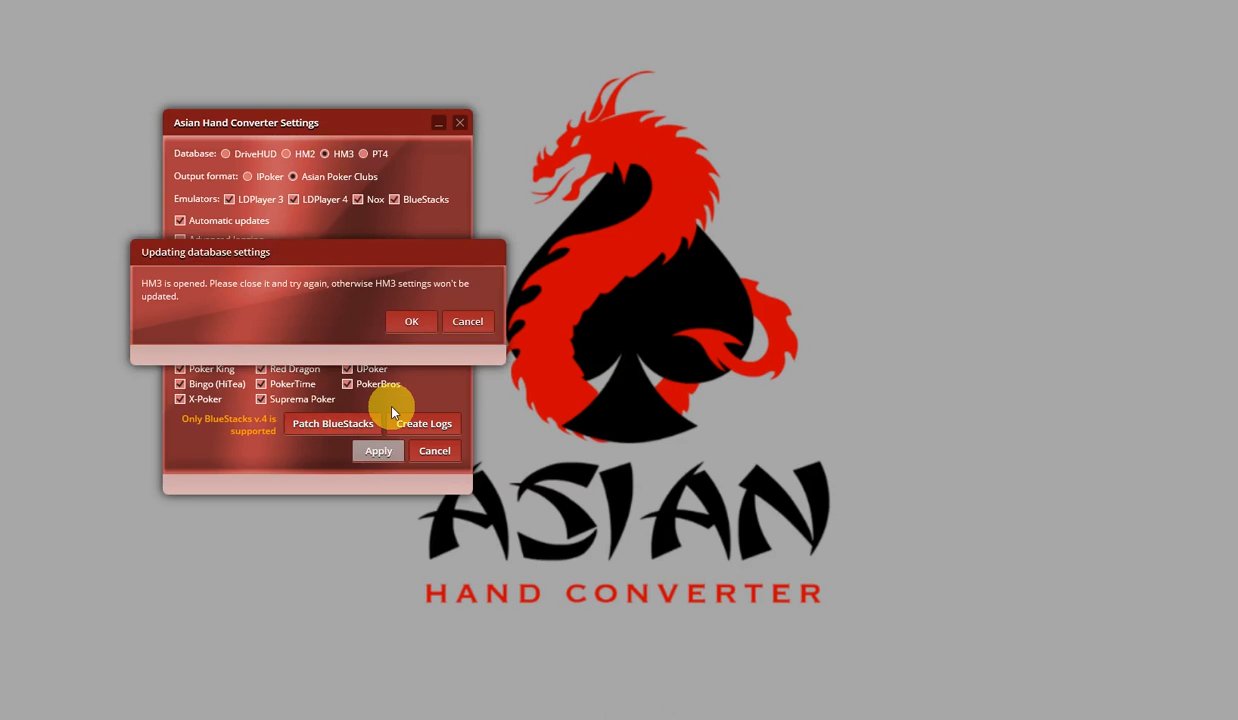 Asian Hand Converter Settings
Database: DriveHUD HM2 HM3 PT4
Output format: IPoker Asian Poker Clubs
Emulators: LDPlayer 3 LDPlayer 4 Nox BlueStacks
Automatic updates
Advanced logging
Updating database settings
HM3 is opened. Please close it and try again, otherwise HM3 settings won't be
updated.
OK Cancel
Poker King Red Dragon UPoker
Bingo (HiTea) PokerTime PokerBros
X-Poker Suprema Poker
Only BlueStacks v.4 is
supported
Patch BlueStacks Create Logs
Apply Cancel
ASIAN
HAND CONVERTER